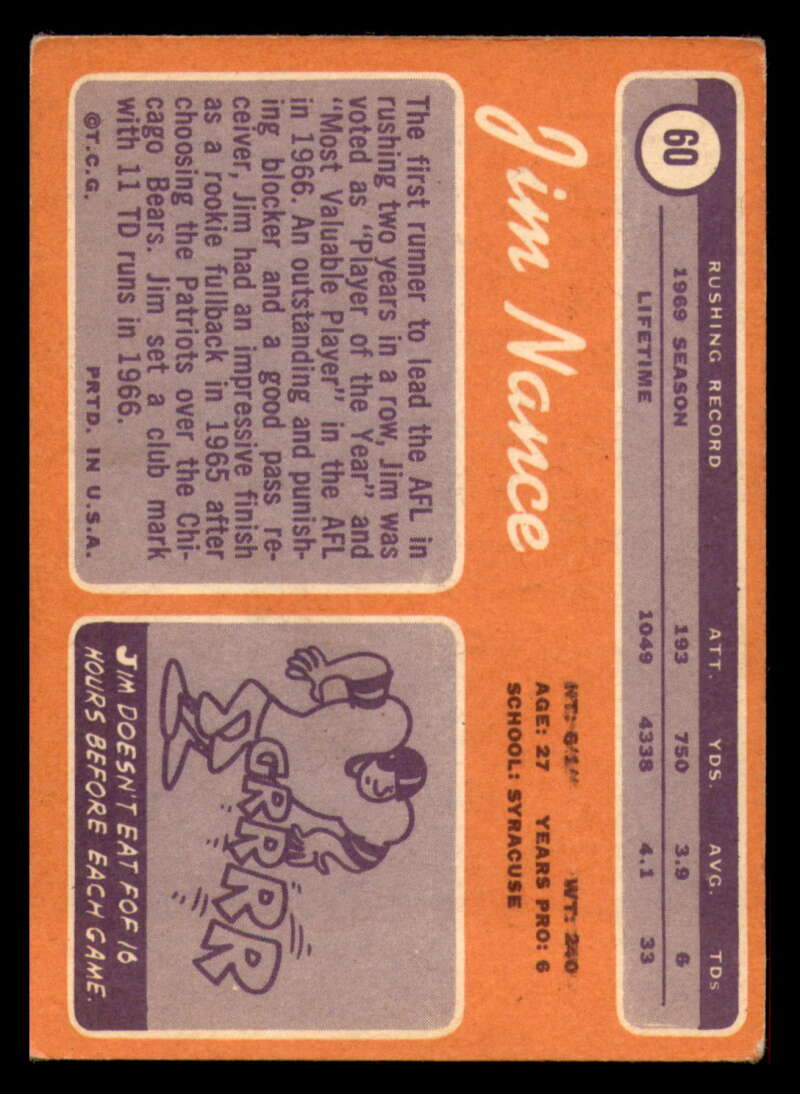 60
RUSHING RECORD ATT. YDS. AVG. TDs
1969 SEASON 193 750 3.9 6
LIFETIME 1049 4338 4.1 33
Jim Nance
HT: 6'1" WT: 240
AGE: 27 YEARS PRO: 6
SCHOOL: SYRACUSE
The first runner to lead the AFL in
rushing two years in a row, Jim was
voted as "Player of the Year" and
"Most Valuable Player" in the AFL
in 1966. An outstanding and punish-
ing blocker and a good pass re-
ceiver, Jim had an impressive finish
as a rookie fullback in 1965 after
choosing the Patriots over the Chi-
cago Bears. Jim set a club mark
with 11 TD runs in 1966.
©T.C.G. PRTD. IN U.S.A.
GRRRRR
JIM DOESN'T EAT FOF 16
HOURS BEFORE EACH GAME.